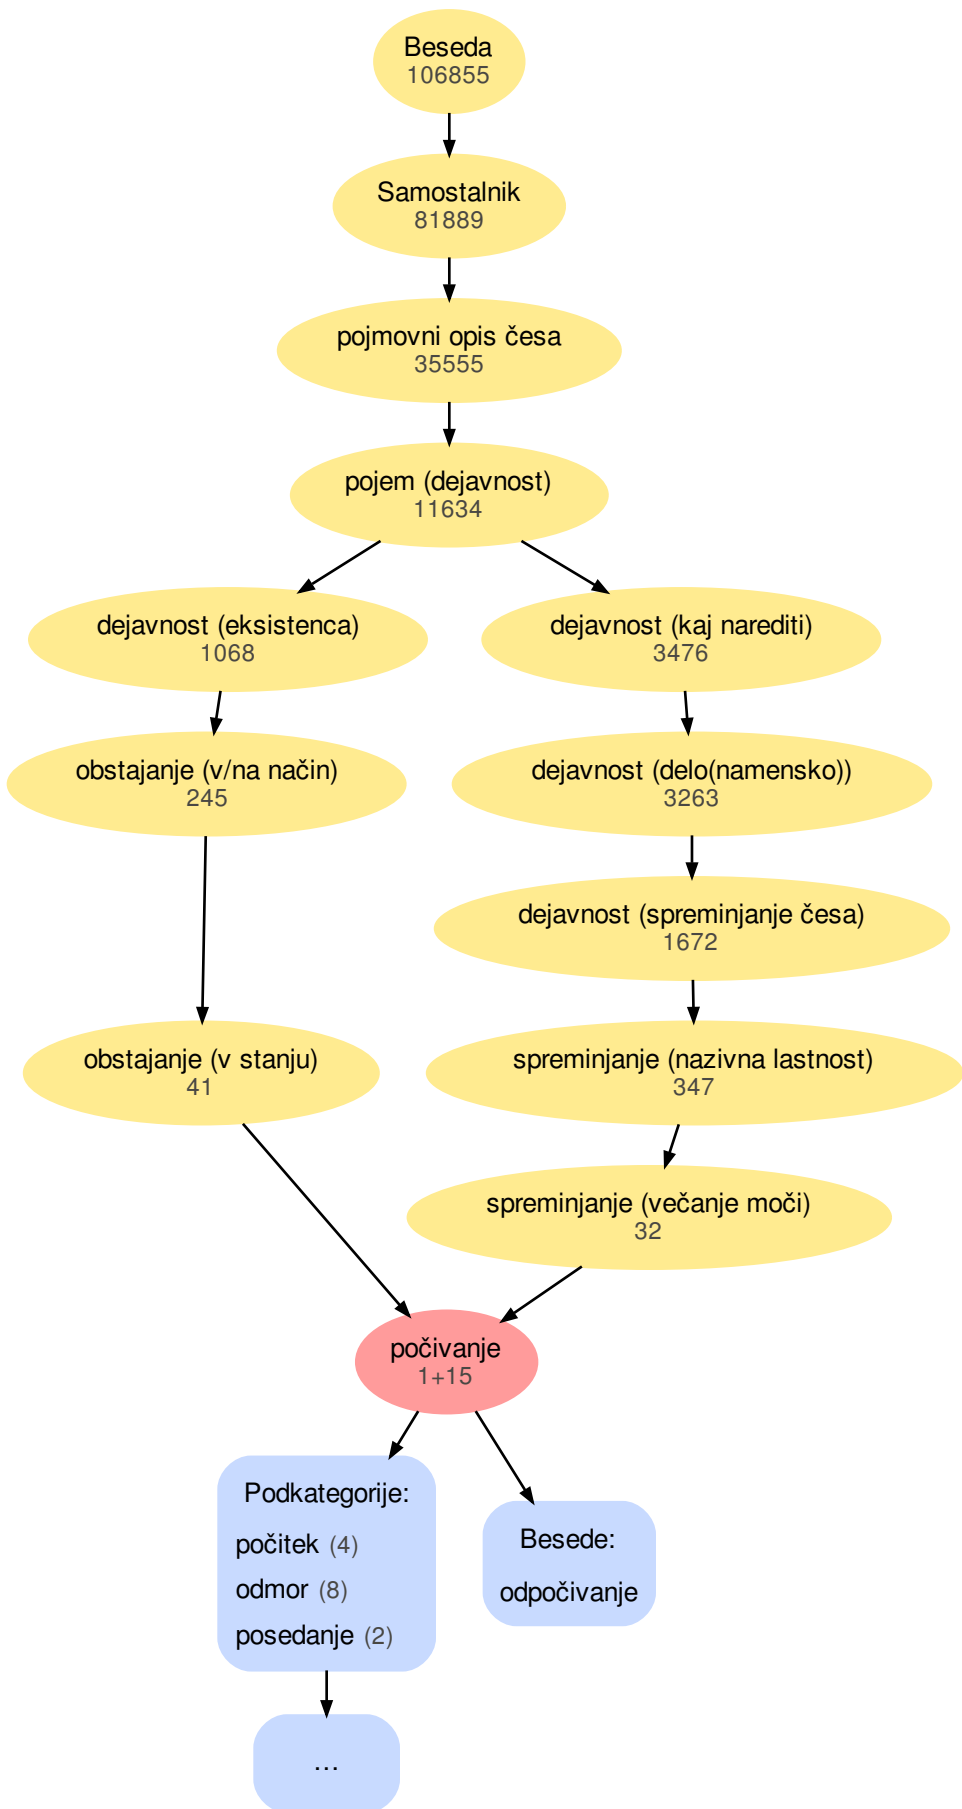 Beseda
106855
Samostalnik
81889
pojmovni opis česa
35555
pojem (dejavnost)
11634
dejavnost (eksistenca)
1068
dejavnost (kaj narediti)
3476
obstajanje (v/na način)
245
dejavnost (delo(namensko))
3263
dejavnost (spreminjanje česa)
1672
obstajanje (v stanju)
41
spreminjanje (nazivna lastnost)
347
spreminjanje (večanje moči)
32
počivanje
1+15
Podkategorije:
počitek (4)
odmor (8)
posedanje (2)
Besede:
odpočivanje
...